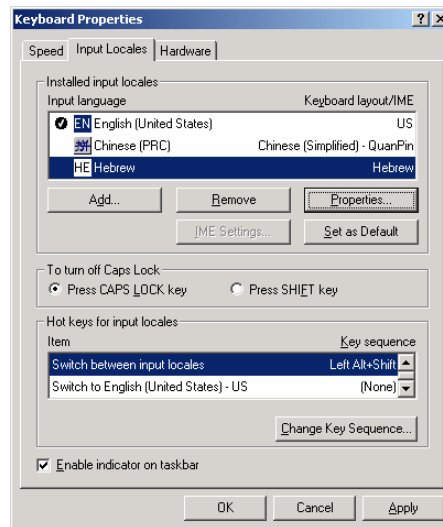 Keyboard Properties
Speed Input Locales Hardware
Installed input locales
Input language Keyboard layout/IME
EN English (United States) US
拼 Chinese (PRC) Chinese (Simplified) - QuanPin
HE Hebrew Hebrew
Add... Remove Properties...
IME Settings... Set as Default
To turn off Caps Lock
Press CAPS LOCK key Press SHIFT key
Hot keys for input locales
Item Key sequence
Switch between input locales Left Alt+Shift
Switch to English (United States) - US (None)
Change Key Sequence...
Enable indicator on taskbar
OK Cancel Apply